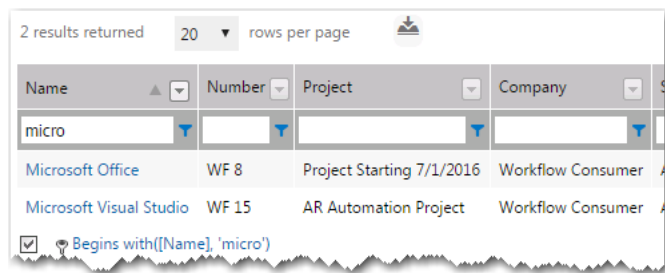 2 results returned 20 rows per page
Name Number Project Company
micro
Microsoft Office WF 8 Project Starting 7/1/2016 Workflow Consumer
Microsoft Visual Studio WF 15 AR Automation Project Workflow Consumer
Begins with([Name], 'micro')